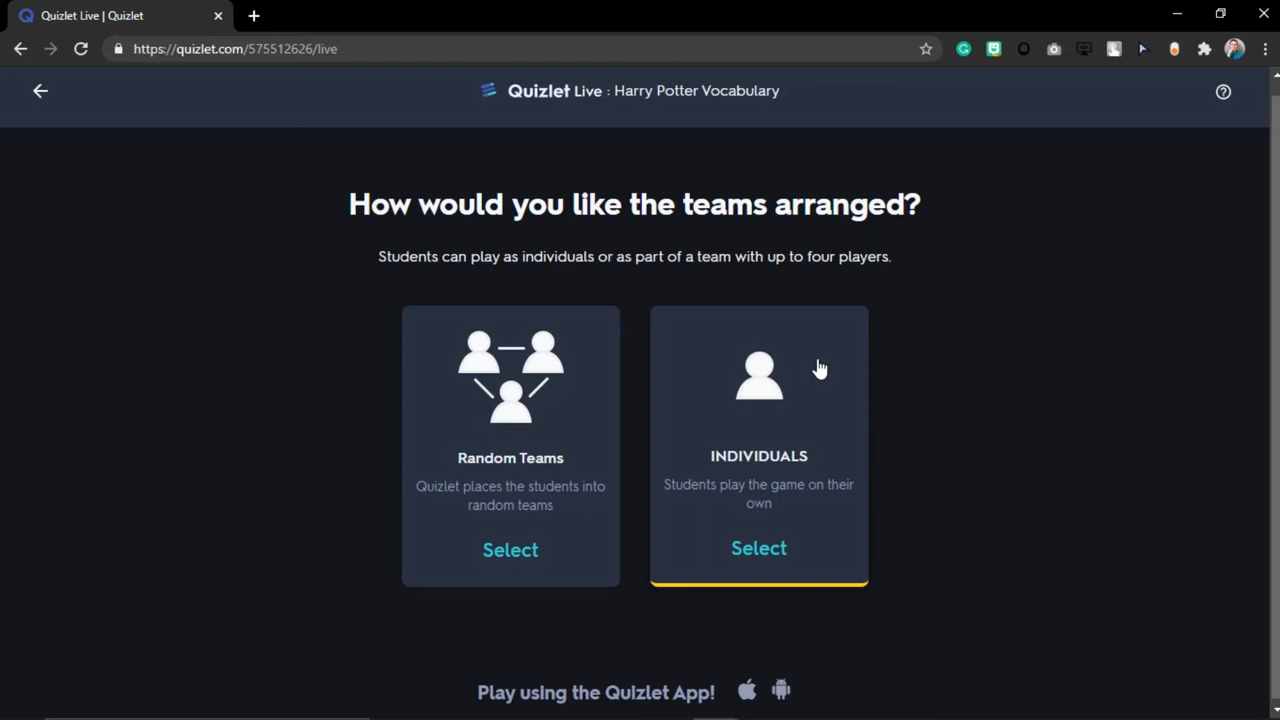 Quizlet Live | Quizlet
https://quizlet.com/575512626/live
Quizlet Live : Harry Potter Vocabulary
How would you like the teams arranged?
Students can play as individuals or as part of a team with up to four players.
Random Teams
Quizlet places the students into
random teams
Select
INDIVIDUALS
Students play the game on their
own
Select
Play using the Quizlet App!